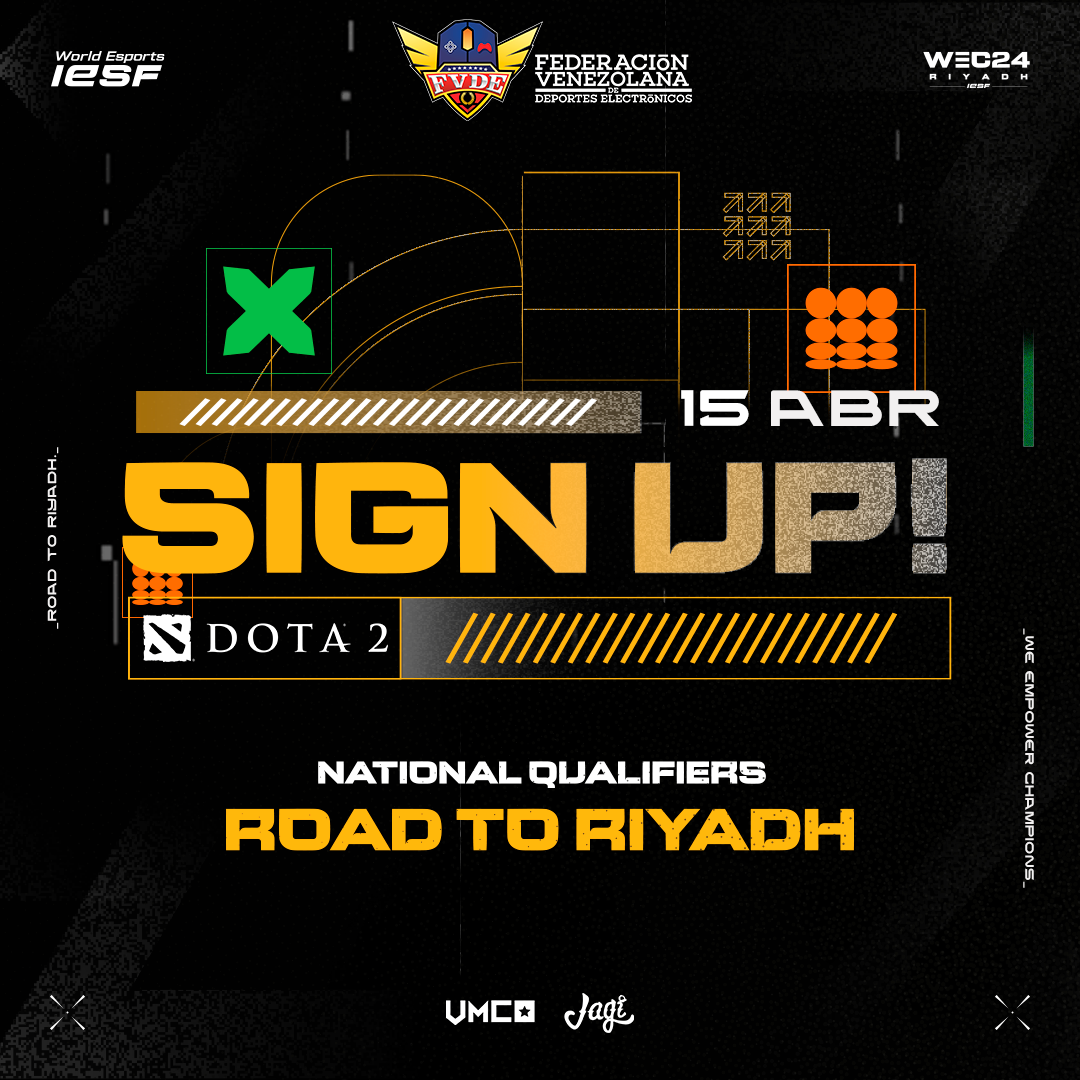 World Esports
IESF
FVDE
FEDERACIÓN
VENEZOLANA
DE
DEPORTES ELECTRÓNICOS
WEC24
RIYADH
IESF
15 ABR
SIGN UP!
DOTA 2
NATIONAL QUALIFIERS
ROAD TO RIYADH
_ROAD TO RIYADH._
_WE EMPOWER CHAMPIONS_
VMC
Jagi